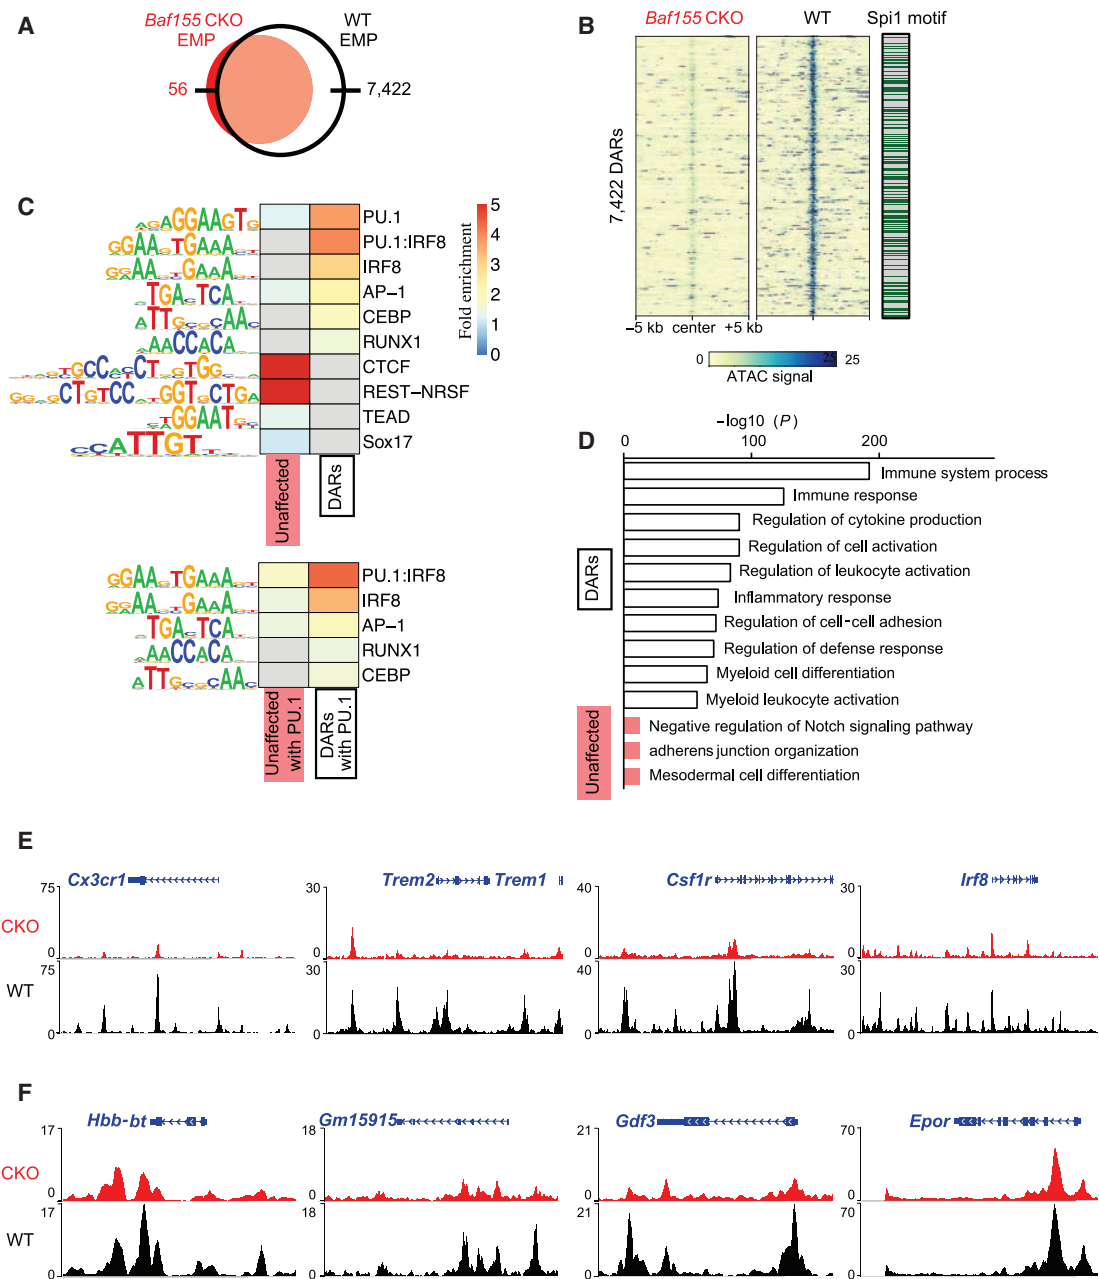 A
Baf155 CKO
EMP
WT
EMP
56
7,422
B
Baf155 CKO
WT
Spi1 motif
7,422 DARs
−5 kb center +5 kb
0
25
25
ATAC signal
C
PU.1
PU.1:IRF8
IRF8
AP−1
CEBP
RUNX1
CTCF
REST−NRSF
TEAD
Sox17
Unaffected
DARs
5
4
3
2
1
0
Fold enrichment
PU.1:IRF8
IRF8
AP−1
RUNX1
CEBP
Unaffected
with PU.1
DARs
with PU.1
D
−log10 (P)
0 100 200
Immune system process
Immune response
Regulation of cytokine production
Regulation of cell activation
Regulation of leukocyte activation
Inflammatory response
Regulation of cell-cell adhesion
Regulation of defense response
Myeloid cell differentiation
Myeloid leukocyte activation
Negative regulation of Notch signaling pathway
adherens junction organization
Mesodermal cell differentiation
DARs
Unaffected
E
Cx3cr1
Trem2
Trem1
Csf1r
Irf8
CKO
75
0
30
0
40
0
30
0
WT
75
0
30
0
40
0
30
0
F
Hbb-bt
Gm15915
Gdf3
Epor
CKO
17
0
18
0
21
0
70
0
WT
17
0
18
0
21
0
70
0